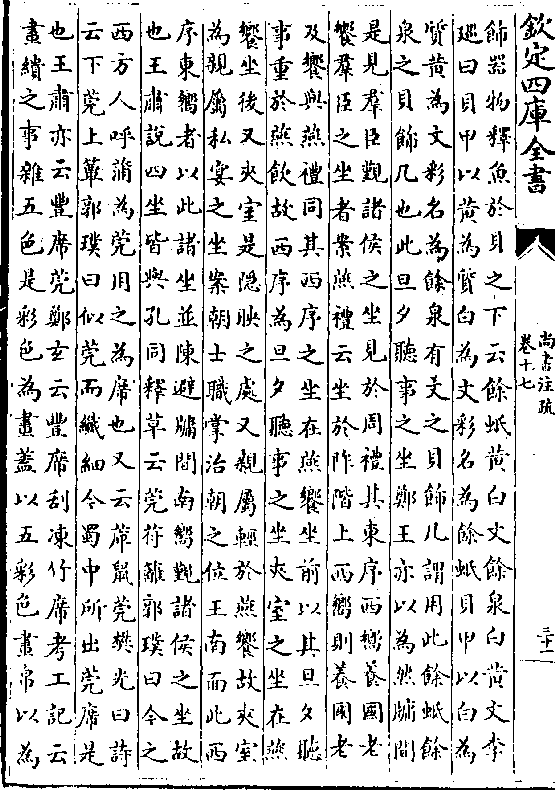 欽定四庫全書
尚書注疏
卷十七
飾器物釋魚於貝之下云餘蚳黃白文餘泉白黃文李
廵曰貝甲以黃為質白為文彩名為餘蚳貝甲以白為
質黃為文彩名為餘泉有文之貝飾几謂用此餘蚳餘
泉之貝飾几也此旦夕聽事之坐鄭王亦以為然牖間
是見羣臣覲諸侯之坐見於周禮其東序西嚮養國老
饗羣臣之坐者案燕禮云坐於阼階上西嚮則養國老
及饗與燕禮同其西序之坐在燕饗坐前以其旦夕聽
事重於燕飲故西序為旦夕聽事之坐夾室之坐在燕
饗坐後又夾室是隠映之處又親屬輕於燕饗故夾室
為親屬私宴之坐案朝士職掌治朝之位王南面此西
序東嚮者以此諸坐並陳避牖間南嚮覲諸侯之坐故
也王肅說四坐皆與孔同釋草云莞苻蘺郭璞曰今之
西方人呼蒲為莞用之為席也又云䕮鼠莞樊光曰詩
云下莞上簟郭璞曰似莞而纖細今蜀中所出莞席是
也王肅亦云豐席莞鄭玄云豐席刮凍竹席考工記云
畫繢之事雜五色是彩色為畫蓋以五彩色畫帛以為